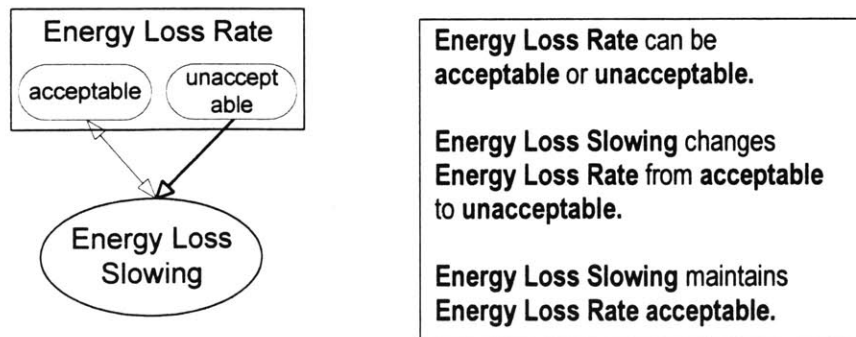 Energy Loss Rate
acceptable
unaccept
able
Energy Loss
Slowing
Energy Loss Rate can be
acceptable or unacceptable.
Energy Loss Slowing changes
Energy Loss Rate from acceptable
to unacceptable.
Energy Loss Slowing maintains
Energy Loss Rate acceptable.